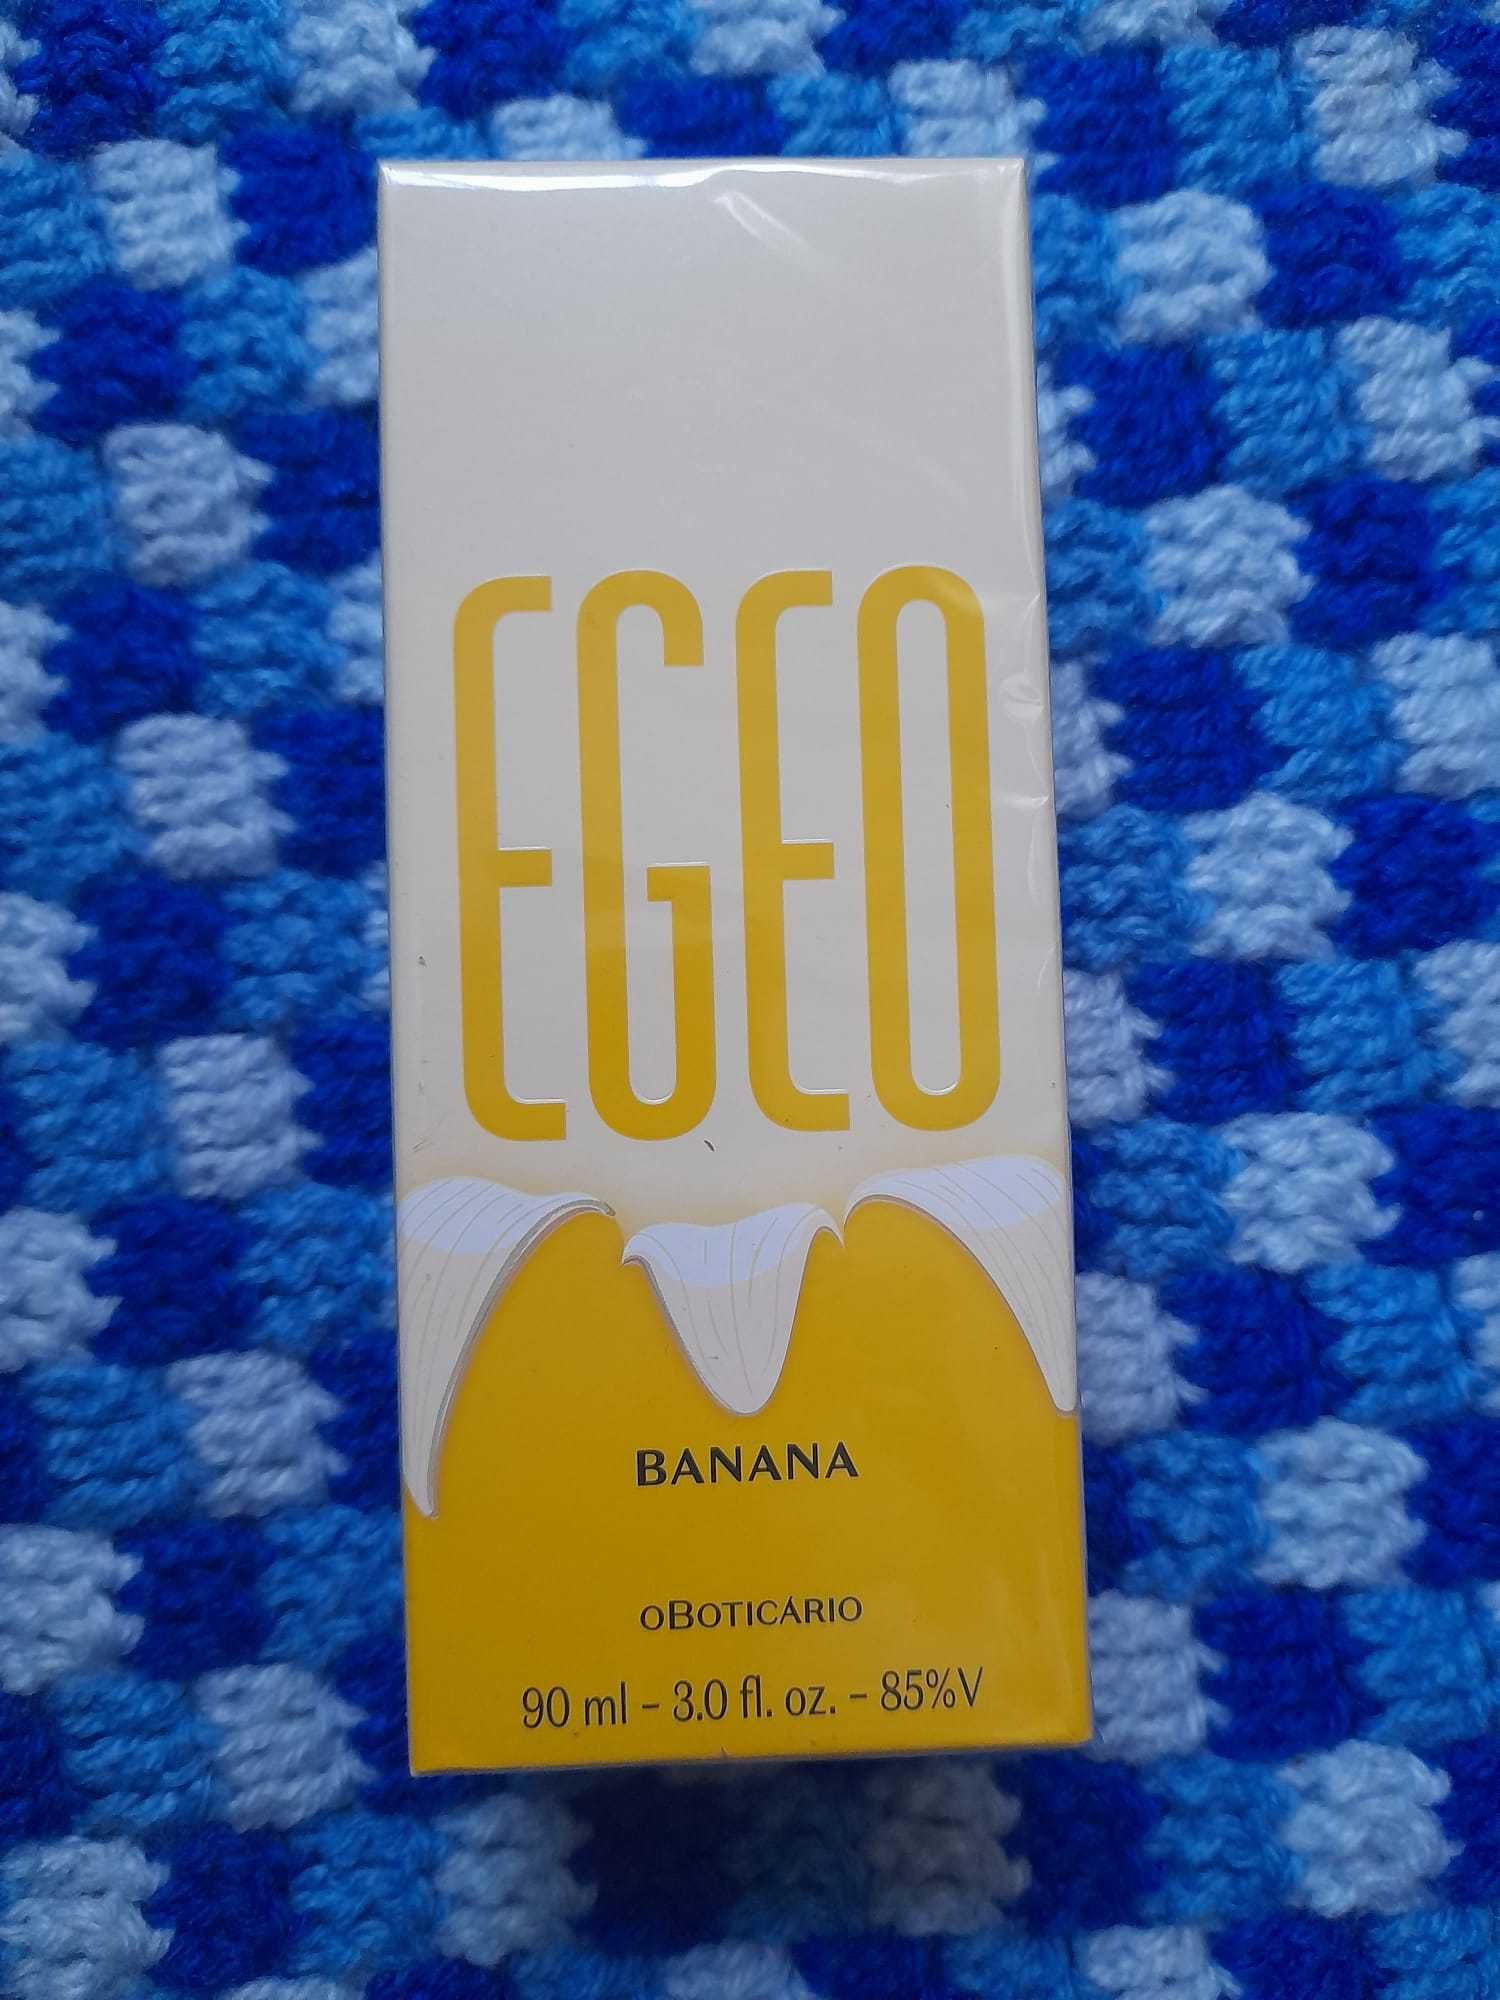 EGEO
BANANA
oBOTICÁRIO
90 ml - 3.0 fl. oz. - 85%V